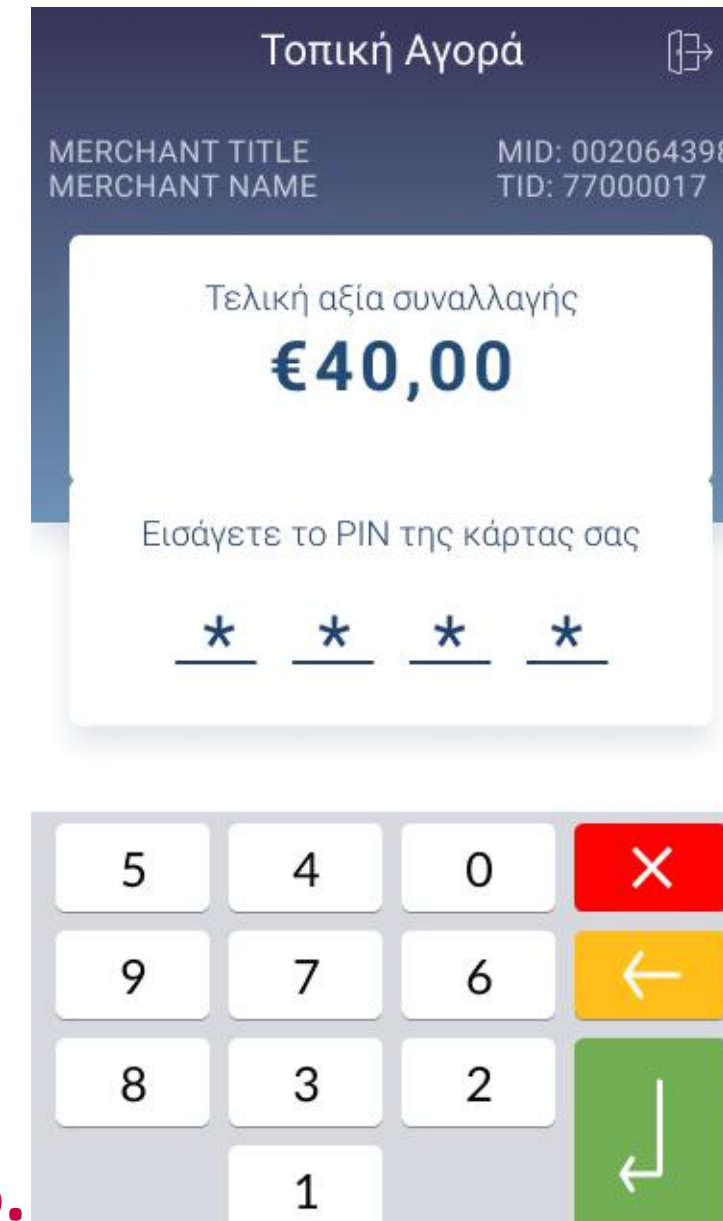 Τοπική Αγορά
MERCHANT TITLE MID: 002064398
MERCHANT NAME TID: 77000017
Τελική αξία συναλλαγής
€40,00
Εισάγετε το PIN της κάρτας σας
* * * *
5 4 0
9 7 6
8 3 2
1